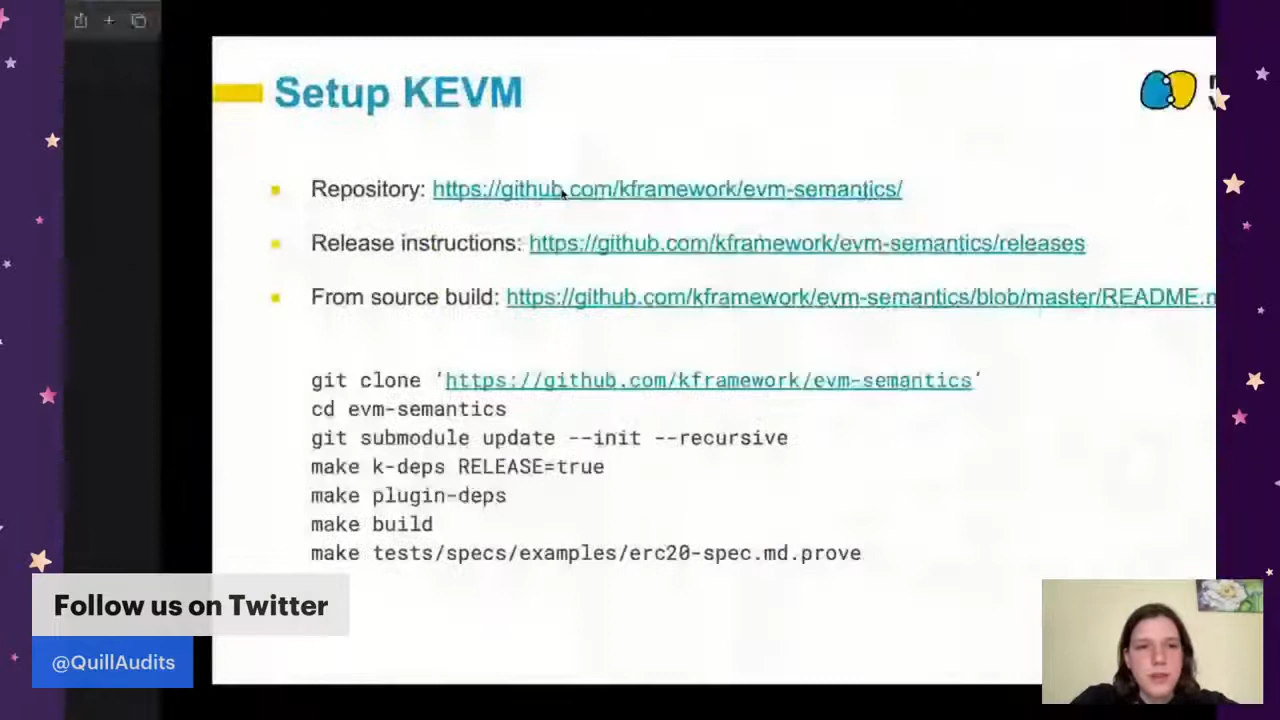 Setup KEVM
Repository: https://github.com/kframework/evm-semantics/
Release instructions: https://github.com/kframework/evm-semantics/releases
From source build: https://github.com/kframework/evm-semantics/blob/master/README.
git clone ‘https://github.com/kframework/evm-semantics’
cd evm-semantics
git submodule update --init --recursive
make k-deps RELEASE=true
make plugin-deps
make build
make tests/specs/examples/erc20-spec.md.prove
Follow us on Twitter
@QuillAudits